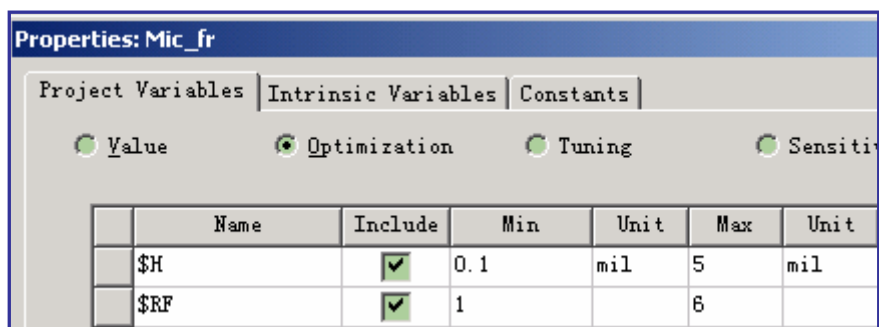 Properties: Mic_fr
Project Variables Intrinsic Variables Constants
Value Optimization Tuning
Name Include Min Unit Max Unit
$H 0.1 mil 5 mil
$RF 1 6